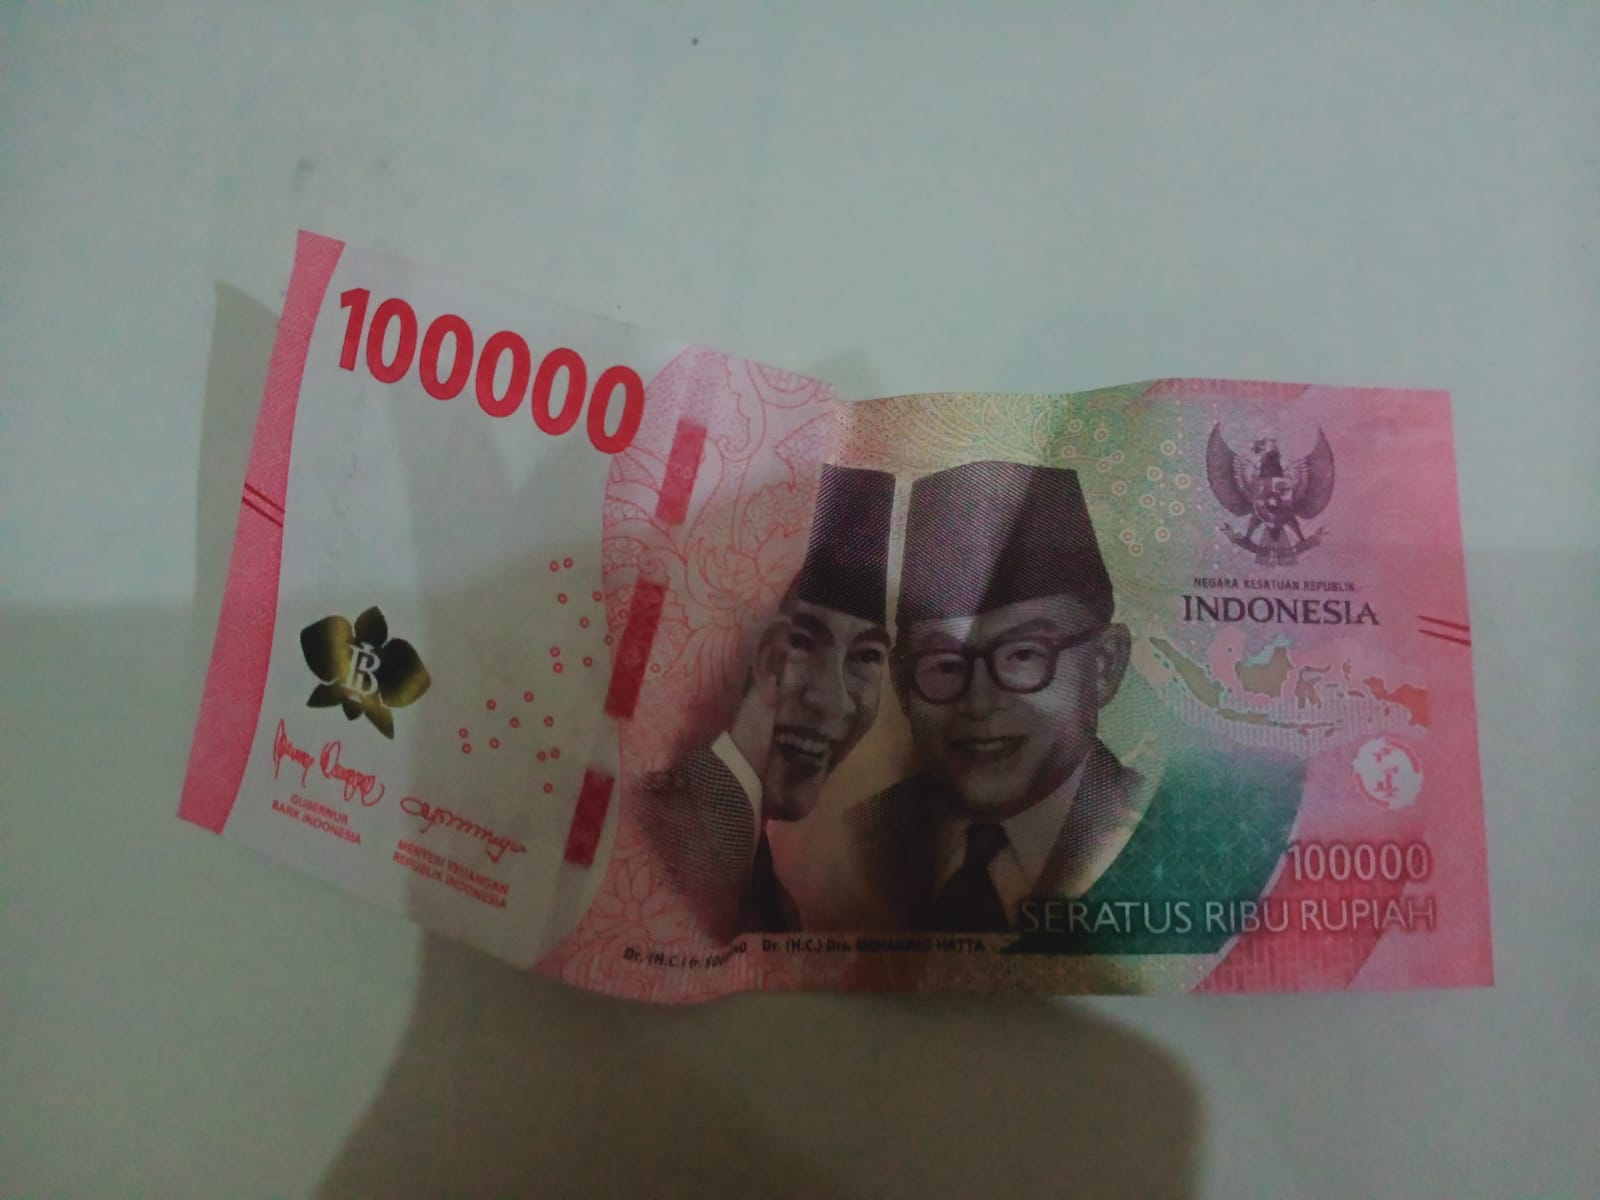 100000
NEGARA KESATUAN REPUBLIK
INDONESIA
GUBERNUR
BANK INDONESIA
MENTERI KEUANGAN
REPUBLIK INDONESIA
Dr. (H.C.) Ir. SOEKARNO
Dr. (H.C.) Drs. MOHAMMAD HATTA
100000
SERATUS RIBU RUPIAH